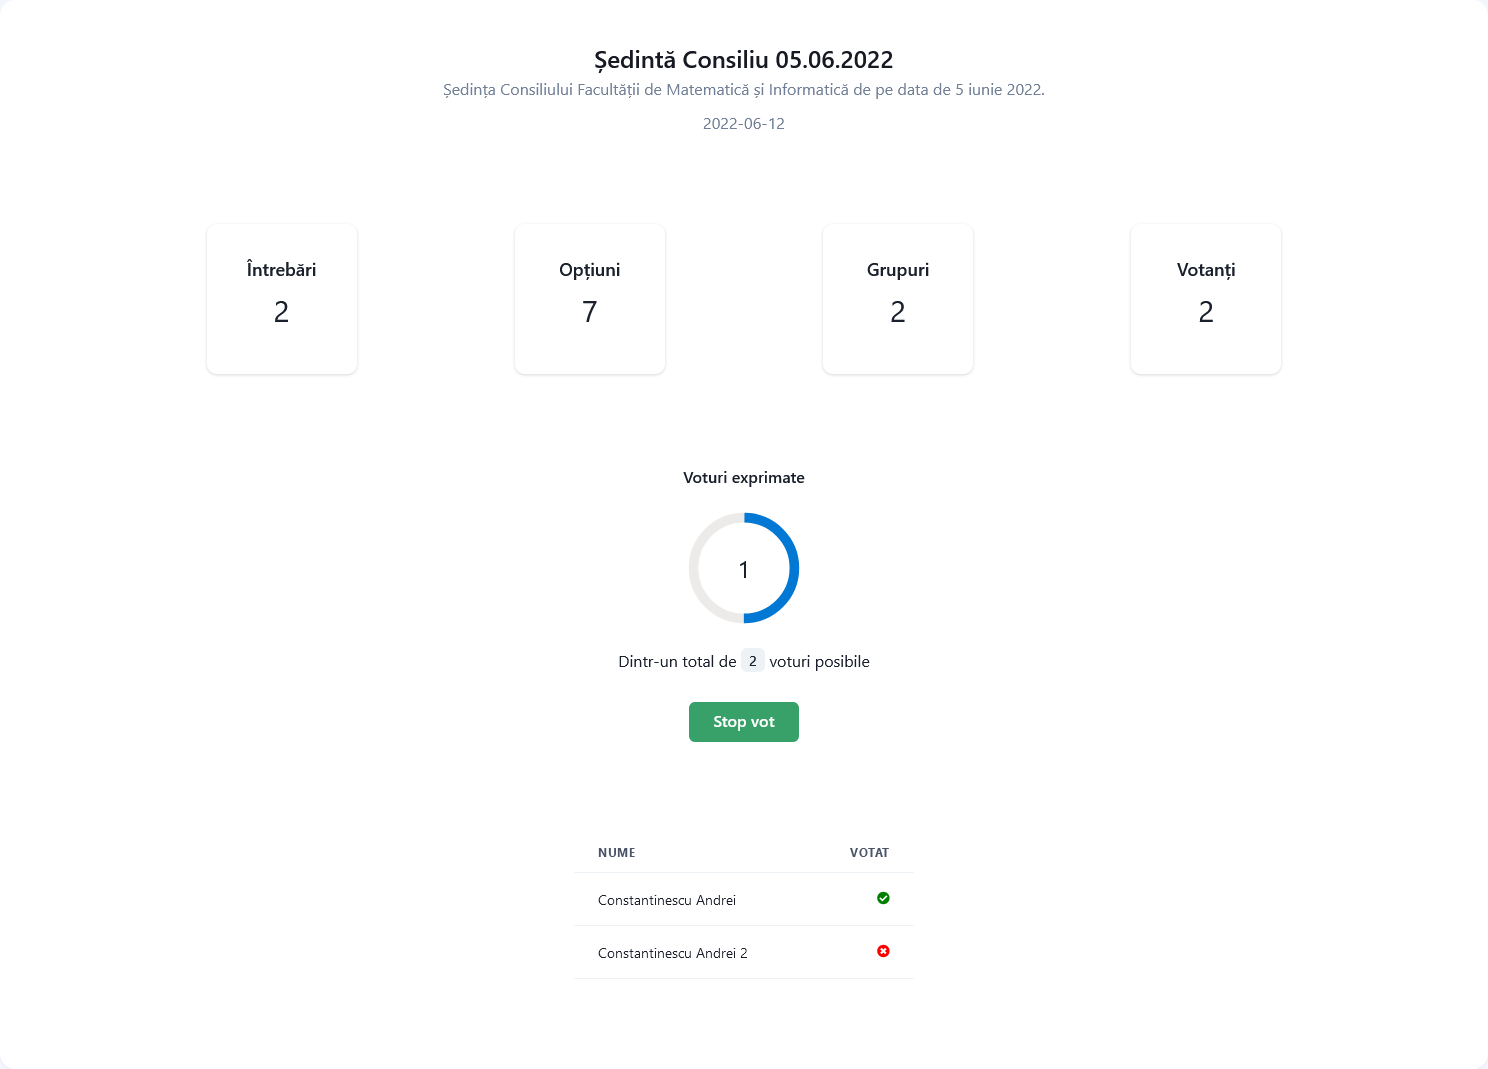 Ședintă Consiliu 05.06.2022
Ședința Consiliului Facultății de Matematică și Informatică de pe data de 5 iunie 2022.
2022-06-12
Întrebări
2
Opțiuni
7
Grupuri
2
Votanți
2
Voturi exprimate
1
Dintr-un total de 2 voturi posibile
Stop vot
NUME VOTAT
Constantinescu Andrei
Constantinescu Andrei 2